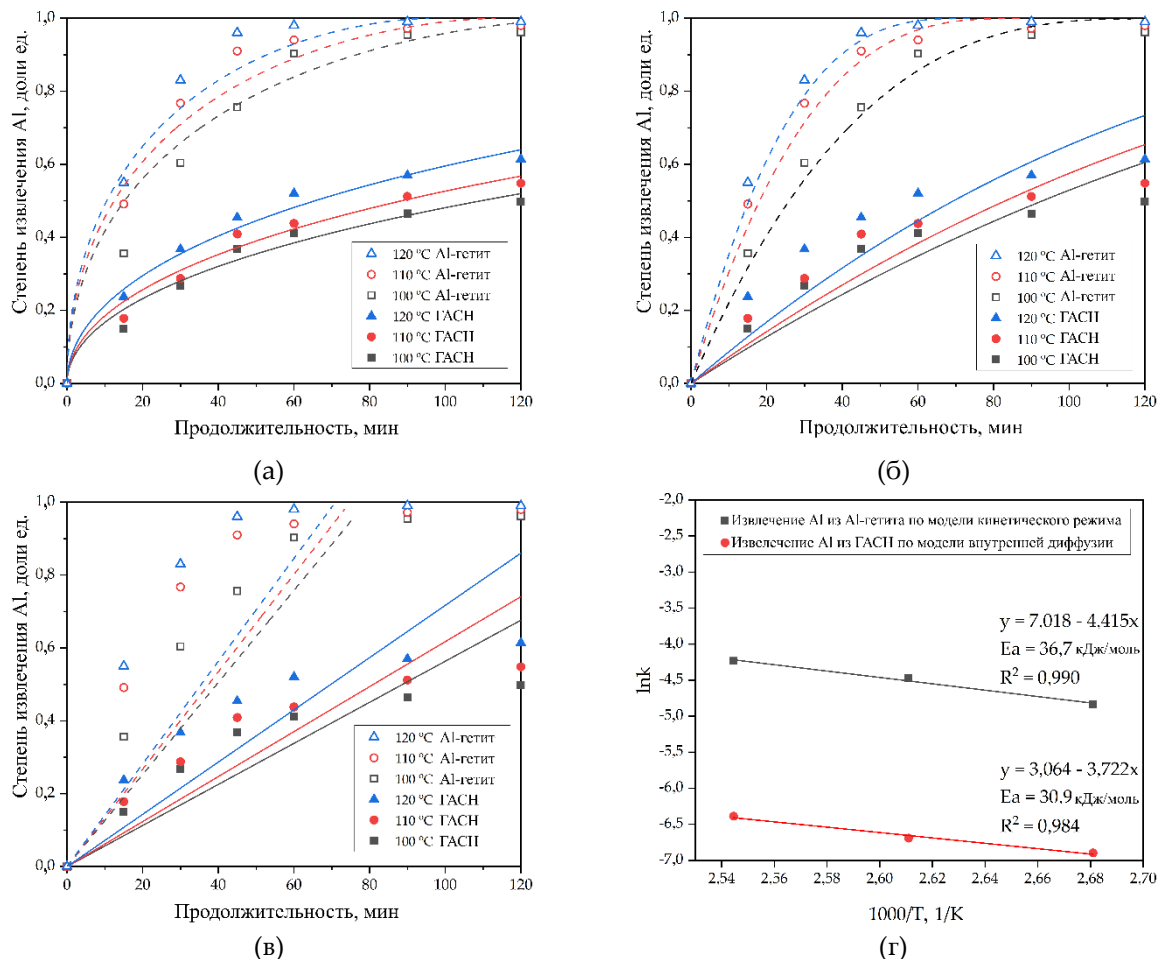 Степень извлечения Al, доли ед.
1,0
0,8
0,6
0,4
0,2
0,0
0
20
40
60
80
100
120
120 °C Al-гетит
110 °C Al-гетит
100 °C Al-гетит
120 °C ГАСН
110 °C ГАСН
100 °C ГАСН
Продолжительность, мин
(а)
Степень извлечения Al, доли ед.
1,0
0,8
0,6
0,4
0,2
0,0
0
20
40
60
80
100
120
120 °C Al-гетит
110 °C Al-гетит
100 °C Al-гетит
120 °C ГАСН
110 °C ГАСН
100 °C ГАСН
Продолжительность, мин
(б)
Степень извлечения Al, доли ед.
1,0
0,8
0,6
0,4
0,2
0,0
0
20
40
60
80
100
120
120 °C Al-гетит
110 °C Al-гетит
100 °C Al-гетит
120 °C ГАСН
110 °C ГАСН
100 °C ГАСН
Продолжительность, мин
(в)
lnk
-2,0
-2,5
-3,0
-3,5
-4,0
-4,5
-5,0
-5,5
-6,0
-6,5
-7,0
Извлечение Al из Al-гетита по модели кинетического режима
Извелечение Al из ГАСН по модели внутренней диффузии
y = 7.018 - 4.415x
Ea = 36,7 кДж/моль
R² = 0,990
y = 3,064 - 3,722x
Ea = 30.9 кДж/моль
R² = 0,984
2,54
2,56
2,58
2,60
2,62
2,64
2,66
2,68
2,70
1000/T, 1/K
(г)